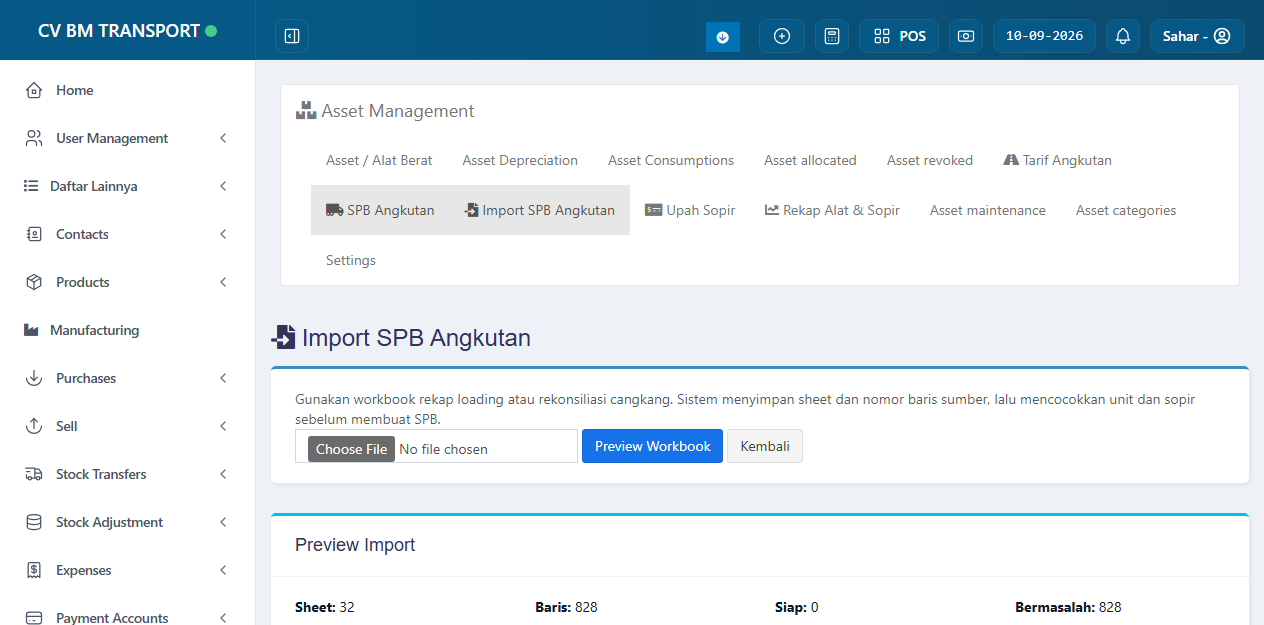 CV BM TRANSPORT
POS
10-09-2026
Sahar -
Home
User Management
Daftar Lainnya
Contacts
Products
Manufacturing
Purchases
Sell
Stock Transfers
Stock Adjustment
Expenses
Payment Accounts
Asset Management
Asset / Alat Berat Asset Depreciation Asset Consumptions Asset allocated Asset revoked Tarif Angkutan
SPB Angkutan Import SPB Angkutan Upah Sopir Rekap Alat & Sopir Asset maintenance Asset categories
Settings
Import SPB Angkutan
Gunakan workbook rekap loading atau rekonsiliasi cangkang. Sistem menyimpan sheet dan nomor baris sumber, lalu mencocokkan unit dan sopir
sebelum membuat SPB.
Choose File No file chosen Preview Workbook Kembali
Preview Import
Sheet: 32 Baris: 828 Siap: 0 Bermasalah: 828